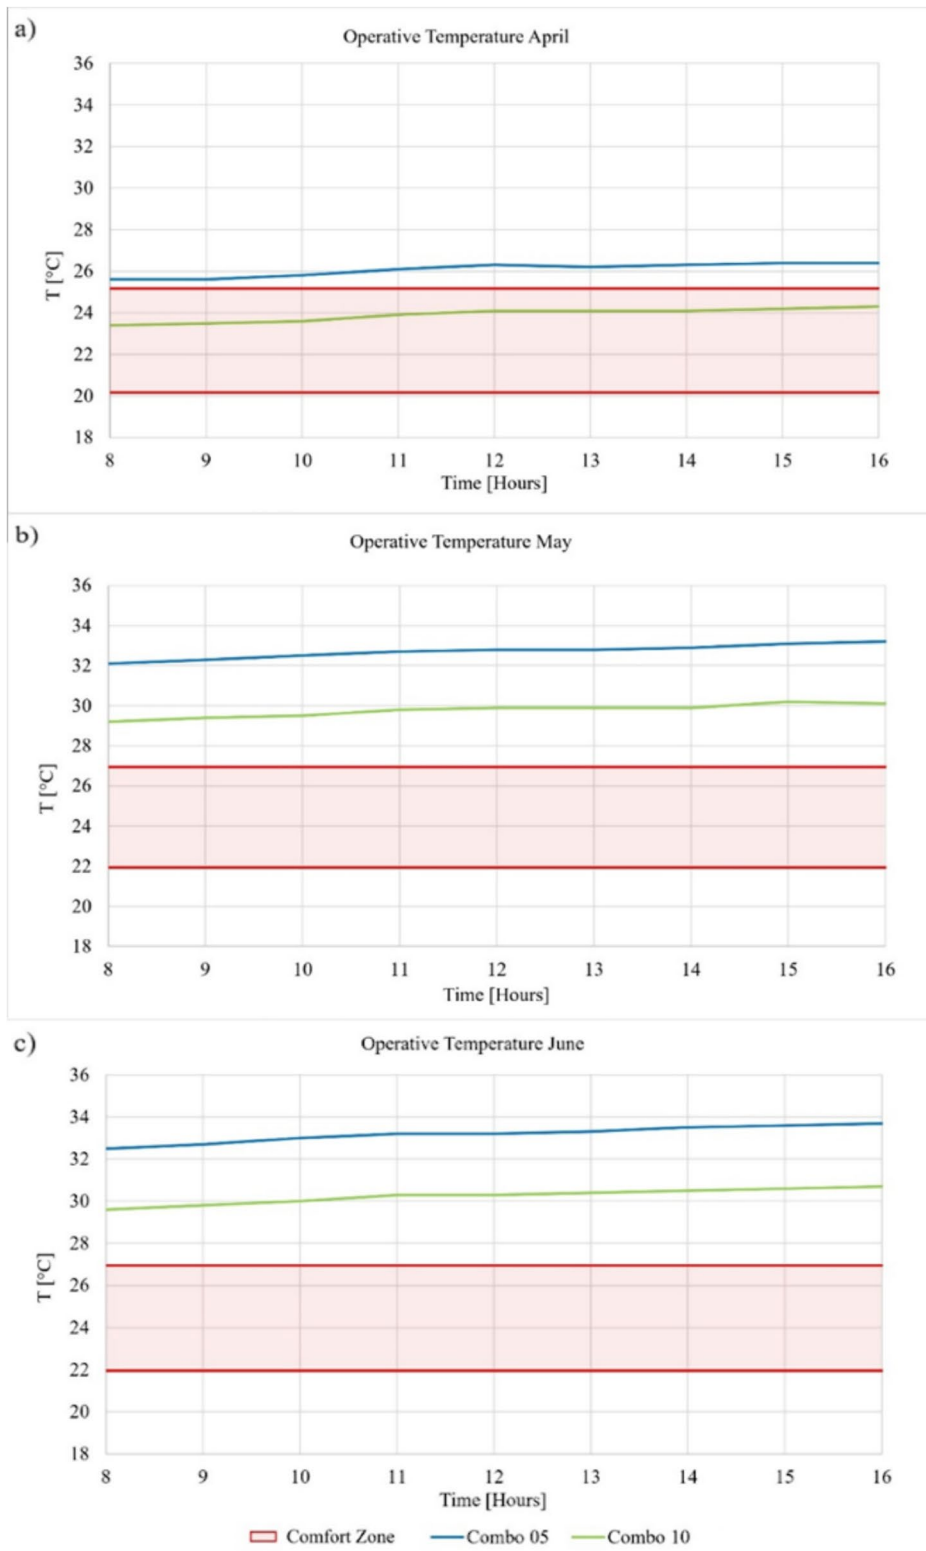 a)
Operative Temperature April
36
34
32
30
28
26
24
22
20
18
T [°C]
8 9 10 11 12 13 14 15 16
Time [Hours]
b)
Operative Temperature May
36
34
32
30
28
26
24
22
20
18
T [°C]
8 9 10 11 12 13 14 15 16
Time [Hours]
c)
Operative Temperature June
36
34
32
30
28
26
24
22
20
18
T [°C]
8 9 10 11 12 13 14 15 16
Time [Hours]
Comfort Zone Combo 05 Combo 10